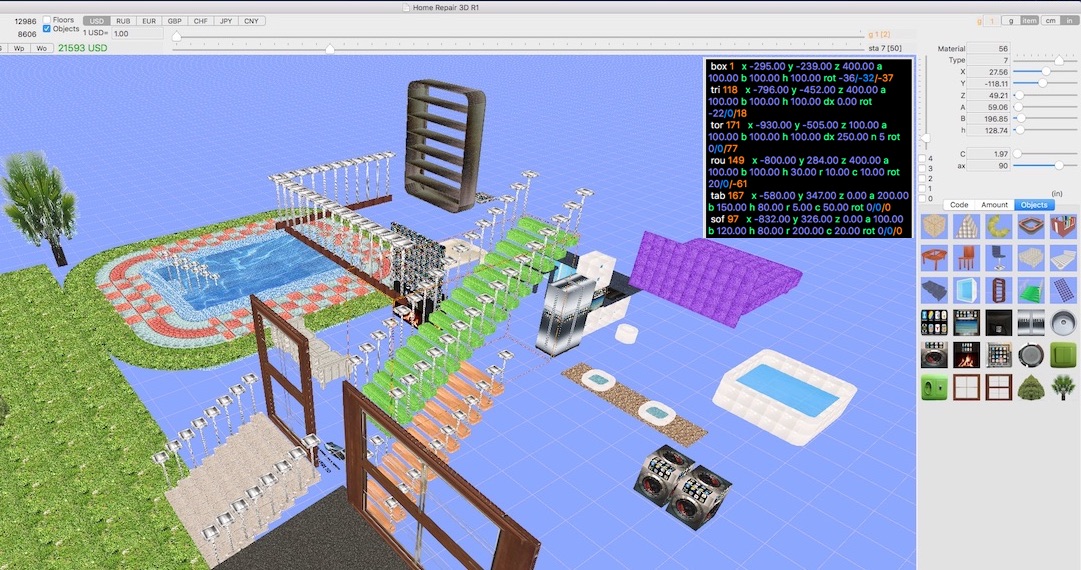 Home Repair 3D R1
12986 Floors USD RUB EUR GBP CHF JPY CNY
8606 Objects 1 USD= 1.00
Wp Wo 21593 USD
g 1 g item cm in
g 1 [2]
sta 7 [50]
box 1 x -295.00 y -239.00 z 400.00 a
100.00 b 100.00 h 100.00 rot -36/-32/-37
tri 118 x -796.00 y -452.00 z 400.00 a
100.00 b 100.00 h 100.00 dx 0.00 rot
-22/0/18
tor 171 x -930.00 y -505.00 z 100.00 a
100.00 b 100.00 h 100.00 dx 250.00 n 5 rot
0/0/77
rou 149 x -800.00 y 284.00 z 400.00 a
100.00 b 100.00 h 30.00 r 10.00 c 10.00 rot
20/0/-61
tab 167 x -580.00 y 347.00 z 0.00 a 200.00
b 150.00 h 80.00 r 5.00 c 50.00 rot 0/0/0
sof 97 x -832.00 y 326.00 z 0.00 a 100.00
b 120.00 h 80.00 r 200.00 c 20.00 rot 0/0/0
Material 56
Type 7
X 27.56
Y -118.11
Z 49.21
A 59.06
B 196.85
h 128.74
C 1.97
ax 90
4
3
2
1
0
(in)
Code Amount Objects